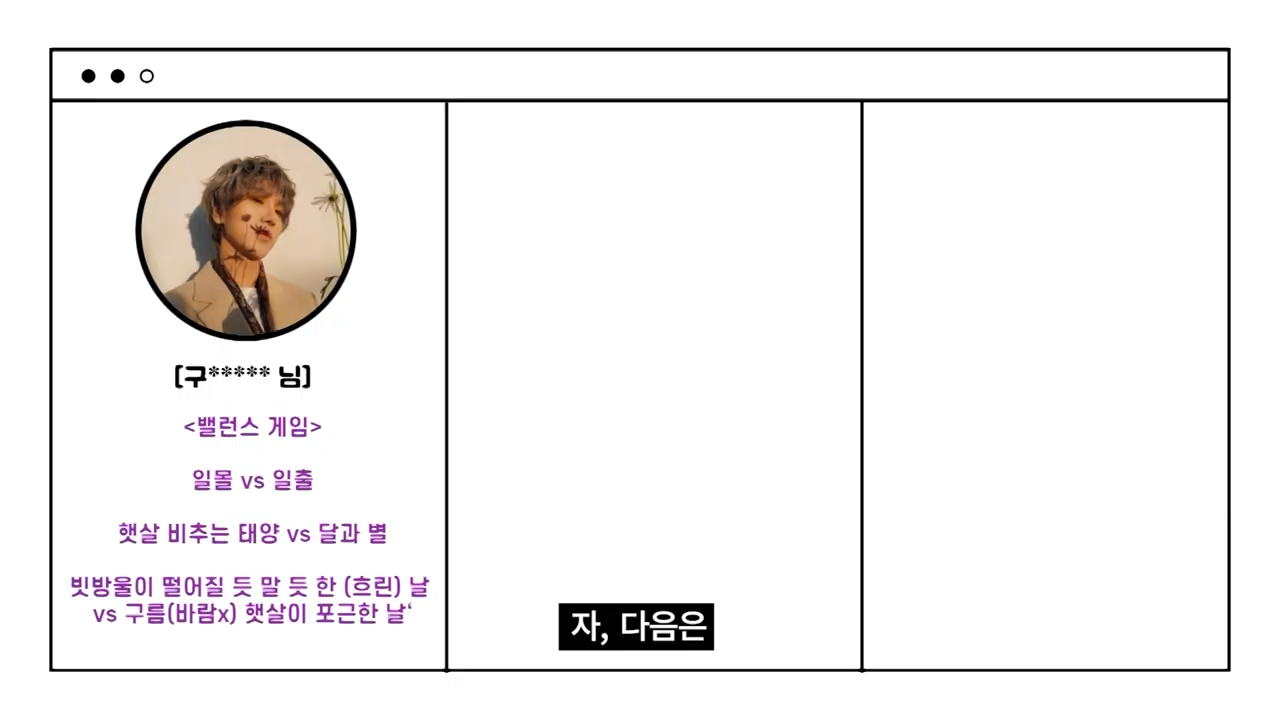 [구***** 님]
<밸런스 게임>
일몰 vs 일출
햇살 비추는 태양 vs 달과 별
빗방울이 떨어질 듯 말 듯 한 (흐린) 날
vs 구름(바람x) 햇살이 포근한 날‘
자, 다음은